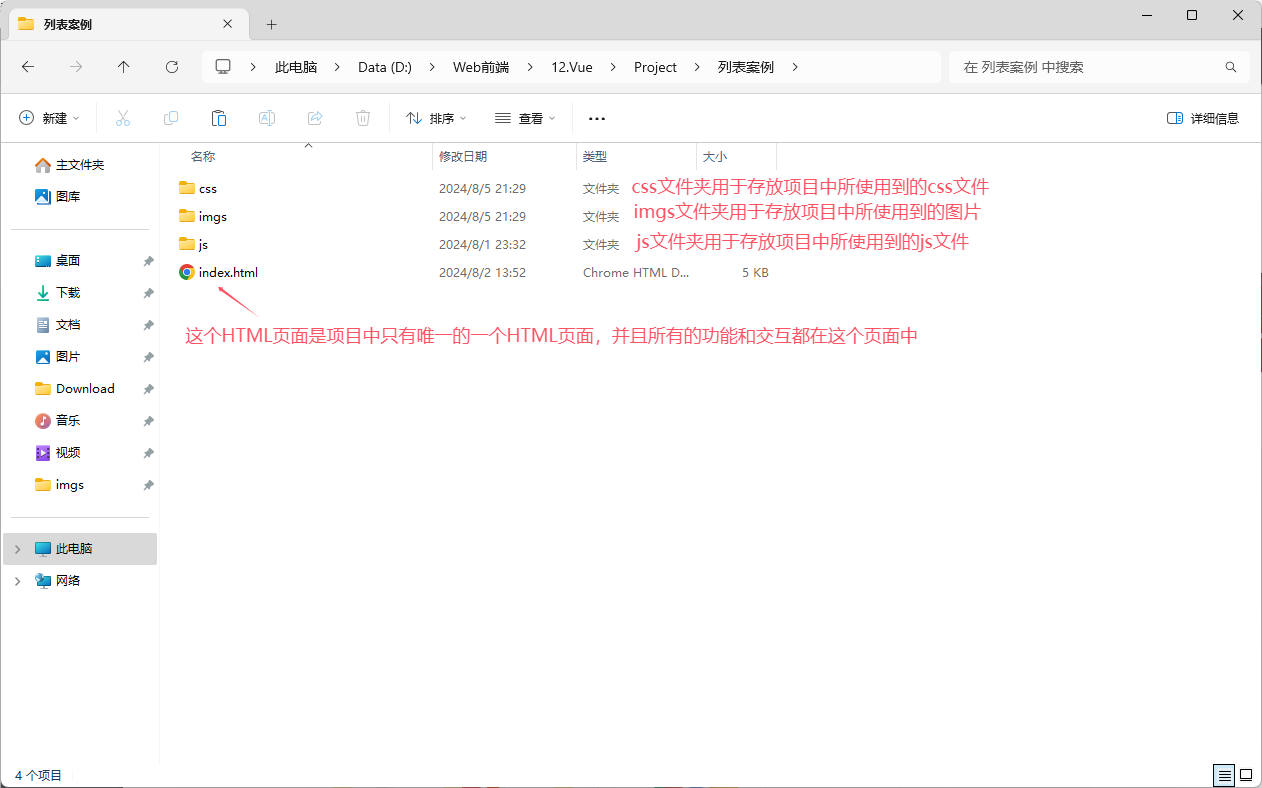 列表案例
此电脑 Data (D:) Web前端 12.Vue Project 列表案例
在 列表案例 中搜索
新建 排序 查看 详细信息
主文件夹
图库
桌面
下载
文档
图片
Download
音乐
视频
imgs
此电脑
网络
名称 修改日期 类型 大小
css 2024/8/5 21:29 文件夹 css文件夹用于存放项目中所使用到的css文件
imgs 2024/8/5 21:29 文件夹 imgs文件夹用于存放项目中所使用到的图片
js 2024/8/1 23:32 文件夹 js文件夹用于存放项目中所使用到的js文件
index.html 2024/8/2 13:52 Chrome HTML D... 5 KB
这个HTML页面是项目中只有唯一的一个HTML页面，并且所有的功能和交互都在这个页面中
4 个项目